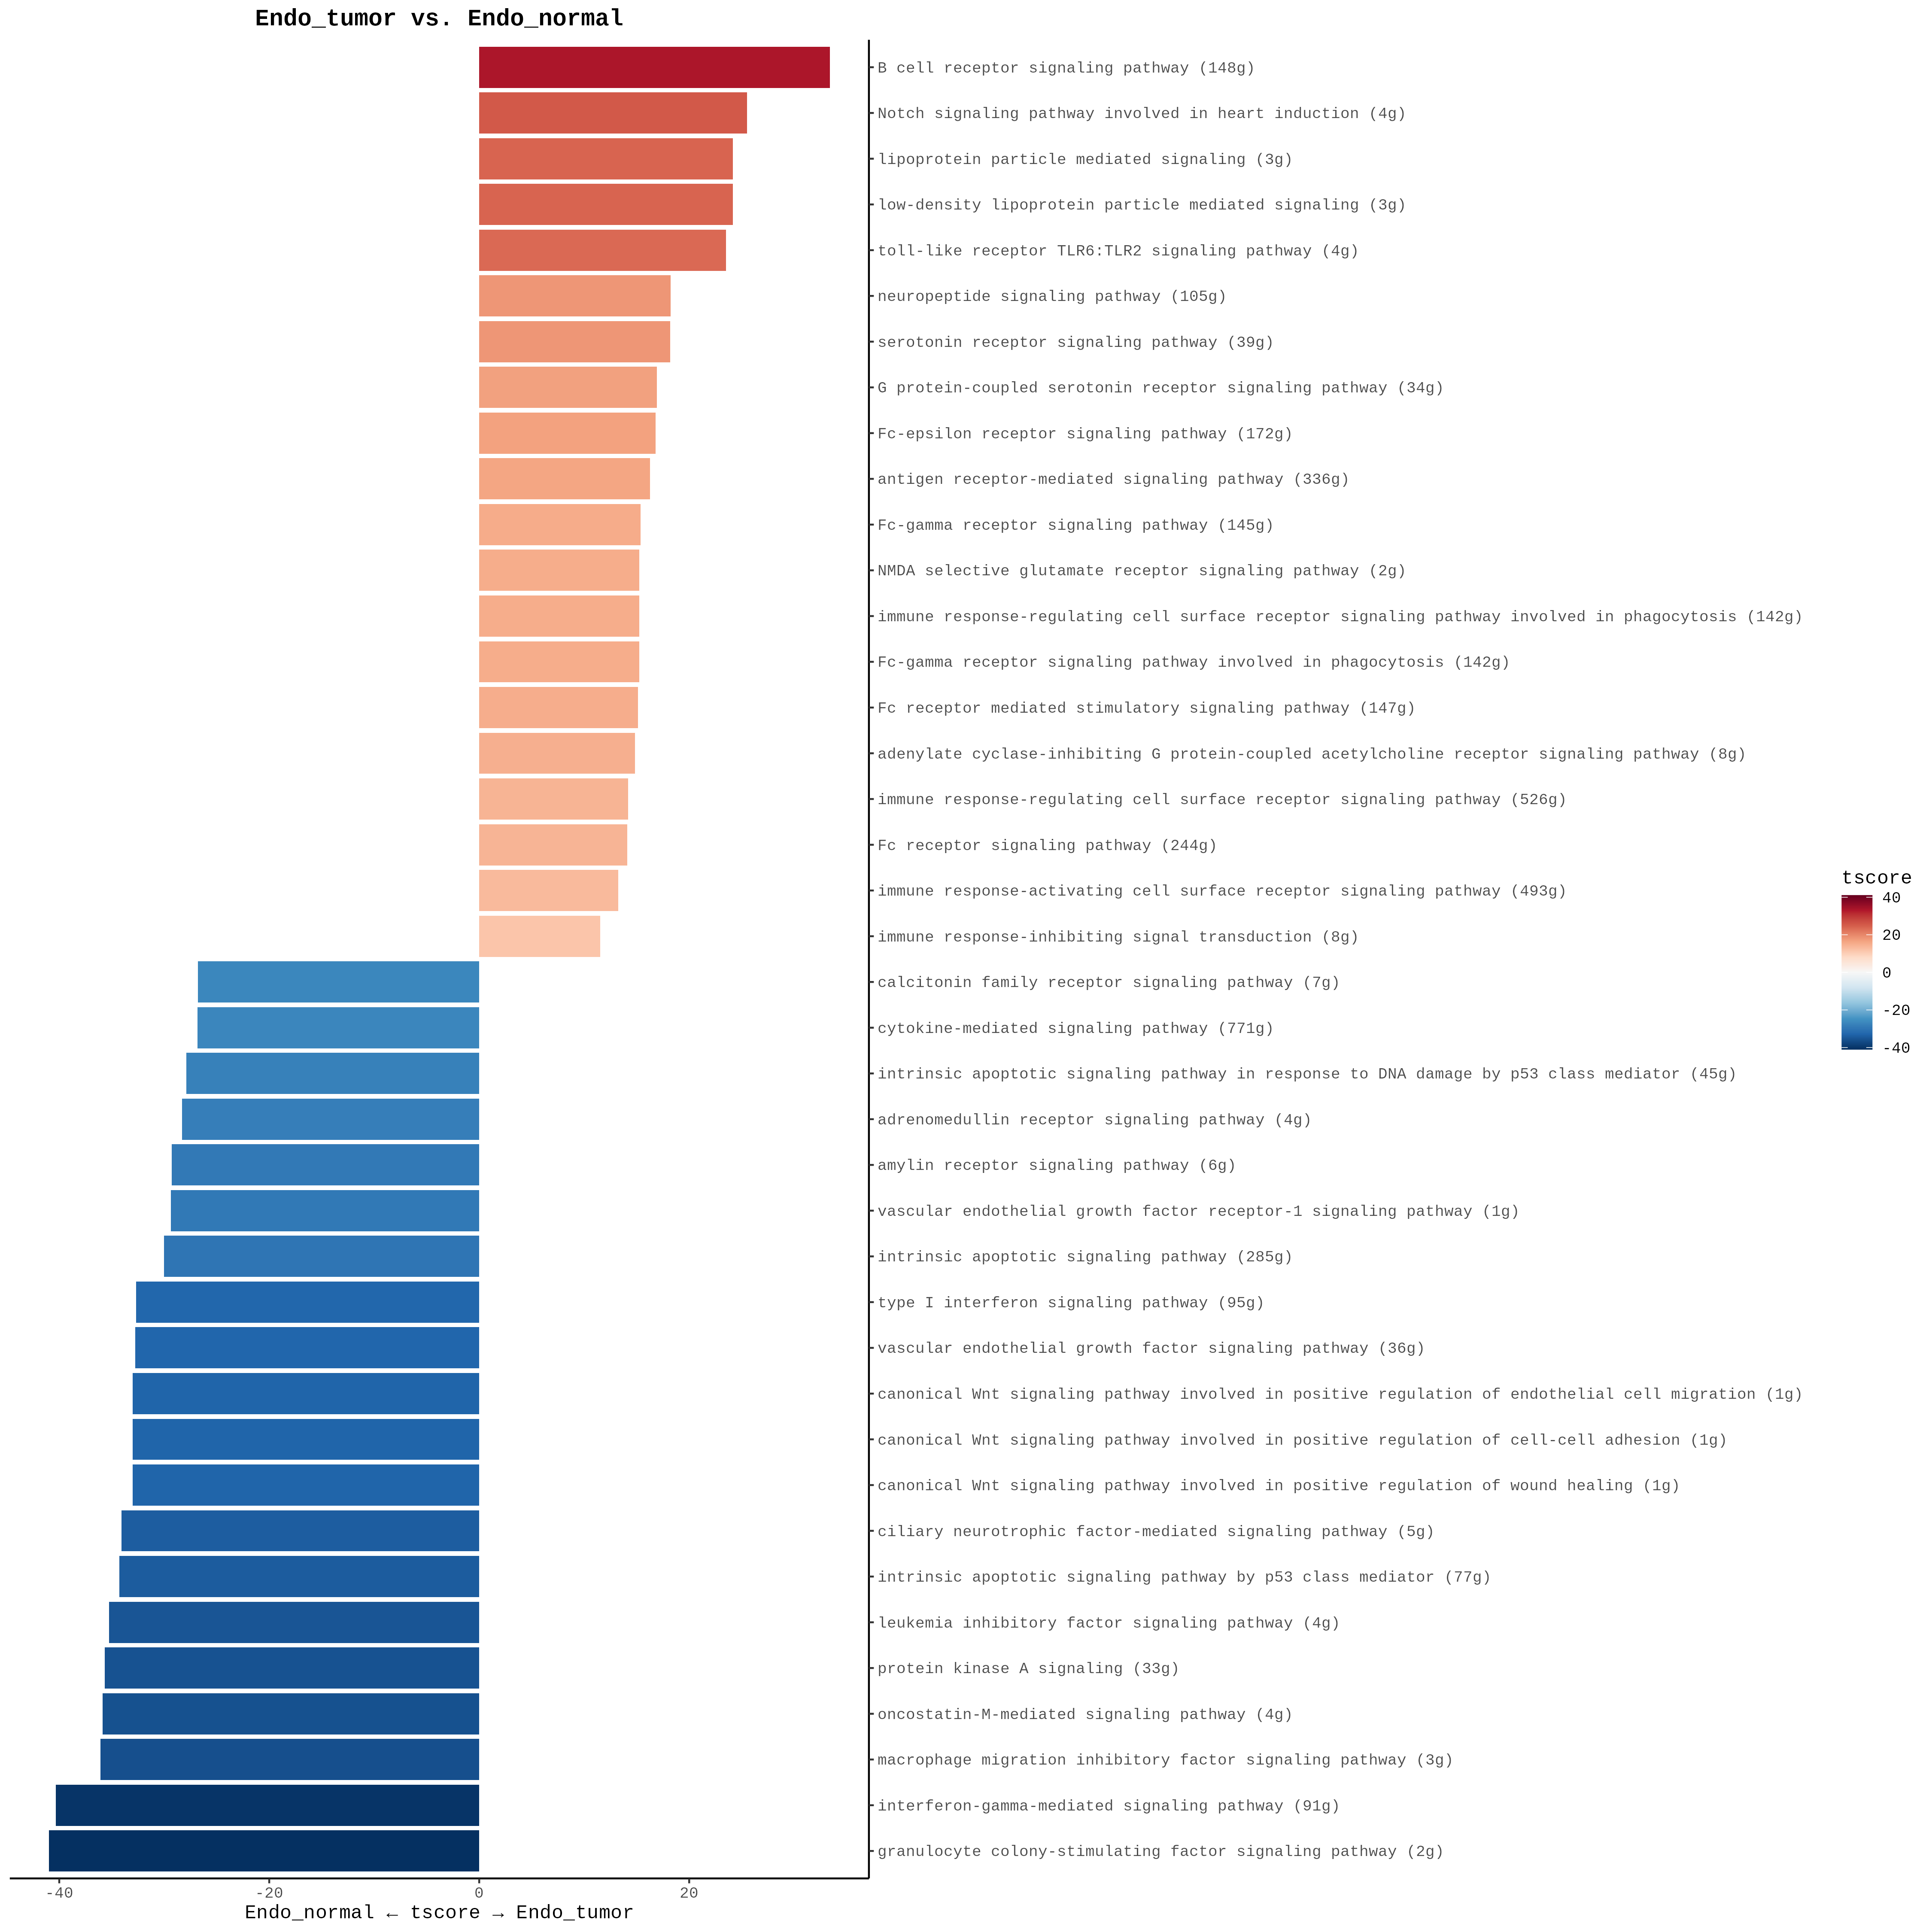 Endo_tumor vs. Endo_normal
B cell receptor signaling pathway (148g)
Notch signaling pathway involved in heart induction (4g)
lipoprotein particle mediated signaling (3g)
low-density lipoprotein particle mediated signaling (3g)
toll-like receptor TLR6:TLR2 signaling pathway (4g)
neuropeptide signaling pathway (105g)
serotonin receptor signaling pathway (39g)
G protein-coupled serotonin receptor signaling pathway (34g)
Fc-epsilon receptor signaling pathway (172g)
antigen receptor-mediated signaling pathway (336g)
Fc-gamma receptor signaling pathway (145g)
NMDA selective glutamate receptor signaling pathway (2g)
immune response-regulating cell surface receptor signaling pathway involved in phagocytosis (142g)
Fc-gamma receptor signaling pathway involved in phagocytosis (142g)
Fc receptor mediated stimulatory signaling pathway (147g)
adenylate cyclase-inhibiting G protein-coupled acetylcholine receptor signaling pathway (8g)
immune response-regulating cell surface receptor signaling pathway (526g)
Fc receptor signaling pathway (244g)
immune response-activating cell surface receptor signaling pathway (493g)
immune response-inhibiting signal transduction (8g)
calcitonin family receptor signaling pathway (7g)
cytokine-mediated signaling pathway (771g)
intrinsic apoptotic signaling pathway in response to DNA damage by p53 class mediator (45g)
adrenomedullin receptor signaling pathway (4g)
amylin receptor signaling pathway (6g)
vascular endothelial growth factor receptor-1 signaling pathway (1g)
intrinsic apoptotic signaling pathway (285g)
type I interferon signaling pathway (95g)
vascular endothelial growth factor signaling pathway (36g)
canonical Wnt signaling pathway involved in positive regulation of endothelial cell migration (1g)
canonical Wnt signaling pathway involved in positive regulation of cell-cell adhesion (1g)
canonical Wnt signaling pathway involved in positive regulation of wound healing (1g)
ciliary neurotrophic factor-mediated signaling pathway (5g)
intrinsic apoptotic signaling pathway by p53 class mediator (77g)
leukemia inhibitory factor signaling pathway (4g)
protein kinase A signaling (33g)
oncostatin-M-mediated signaling pathway (4g)
macrophage migration inhibitory factor signaling pathway (3g)
interferon-gamma-mediated signaling pathway (91g)
granulocyte colony-stimulating factor signaling pathway (2g)
-40 -20 0 20
Endo_normal ← tscore → Endo_tumor
tscore
40
20
0
-20
-40